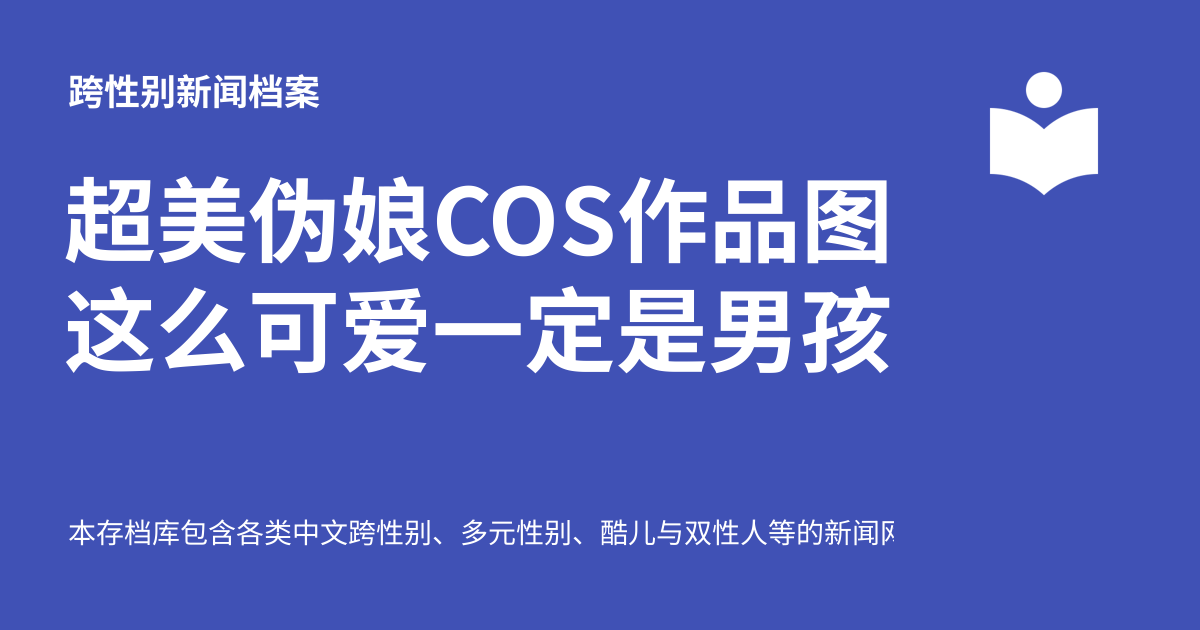 跨性别新闻档案
超美伪娘COS作品图
这么可爱一定是男孩
本存档库包含各类中文跨性别、多元性别、酷儿与双性人等的新闻